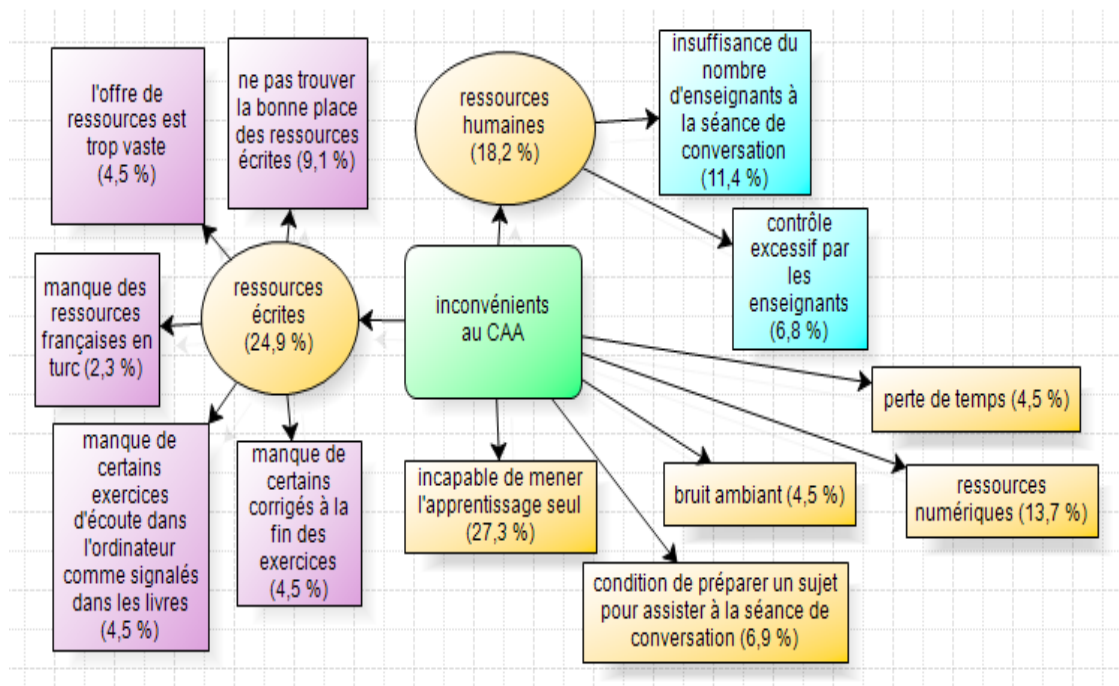 l'offre de
ressources est
trop vaste
(4,5 %)
ne pas trouver
la bonne place
des ressources
écrites (9,1 %)
ressources
humaines
(18,2 %)
insuffisance du
nombre
d'enseignants à
la séance de
conversation
(11,4 %)
contrôle
excessif par
les
enseignants
(6,8 %)
manque des
ressources
françaises en
turc (2,3 %)
ressources
écrites
(24,9 %)
inconvénients
au CAA
perte de temps (4,5 %)
manque de
certains
exercices
d'écoute dans
l'ordinateur
comme signalés
dans les livres
(4,5 %)
manque de
certains
corrigés à la
fin des
exercices
(4,5 %)
incapable de mener
l'apprentissage seul
(27,3 %)
bruit ambiant (4,5 %)
ressources
numériques (13,7 %)
condition de préparer un sujet
pour assister à la séance de
conversation (6,9 %)